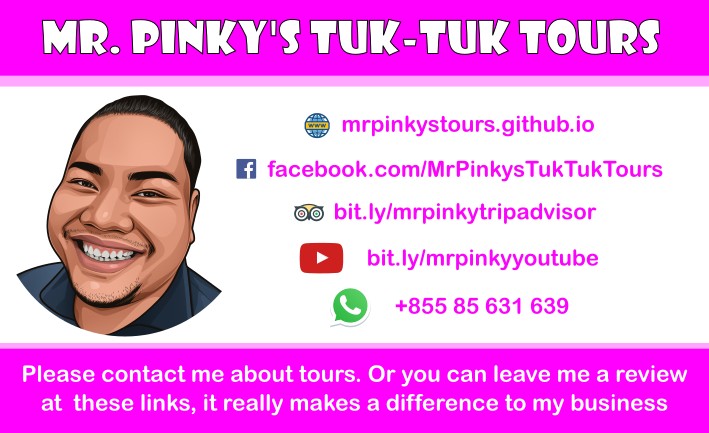 MR. PINKY'S TUK-TUK TOURS
WWW mrpinkystours.github.io
f facebook.com/MrPinkysTukTukTours
bit.ly/mrpinkytripadvisor
bit.ly/mrpinkyyoutube
+855 85 631 639
Please contact me about tours. Or you can leave me a review
at these links, it really makes a difference to my business